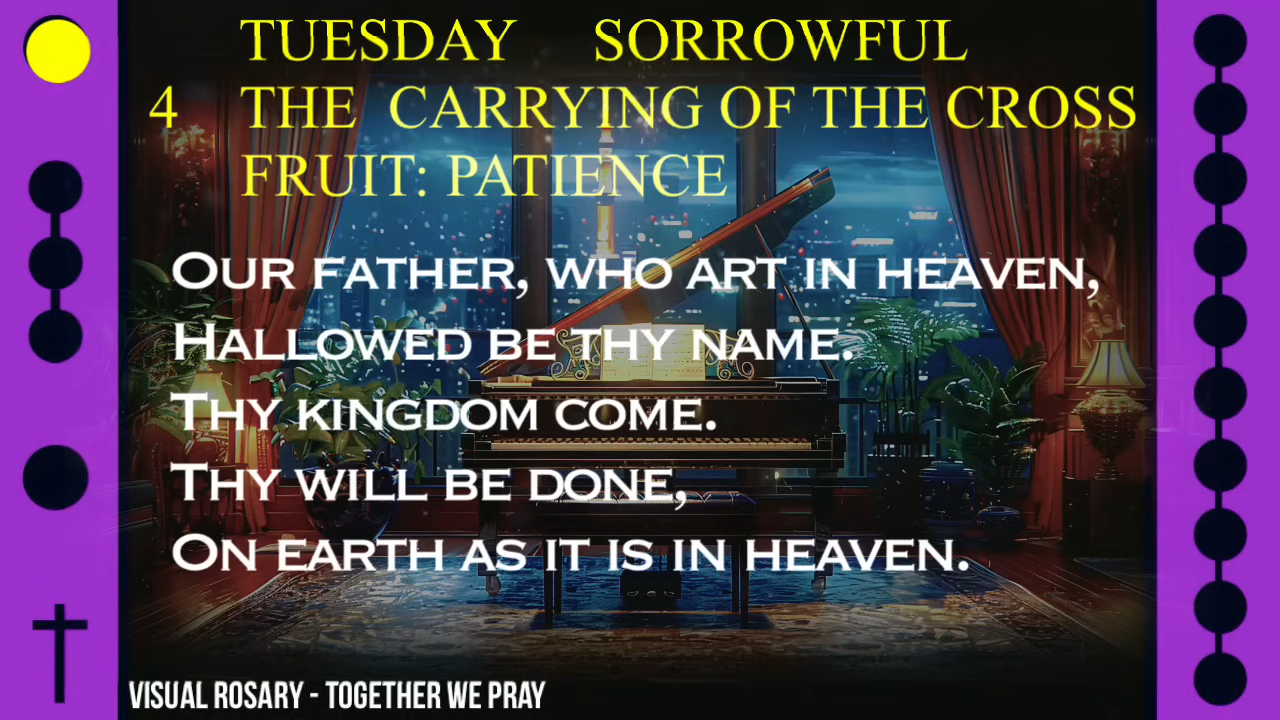 TUESDAY SORROWFUL
4 THE CARRYING OF THE CROSS
FRUIT: PATIENCE
OUR FATHER, WHO ART IN HEAVEN,
HALLOWED BE THY NAME.
THY KINGDOM COME.
THY WILL BE DONE,
ON EARTH AS IT IS IN HEAVEN.
VISUAL ROSARY - TOGETHER WE PRAY